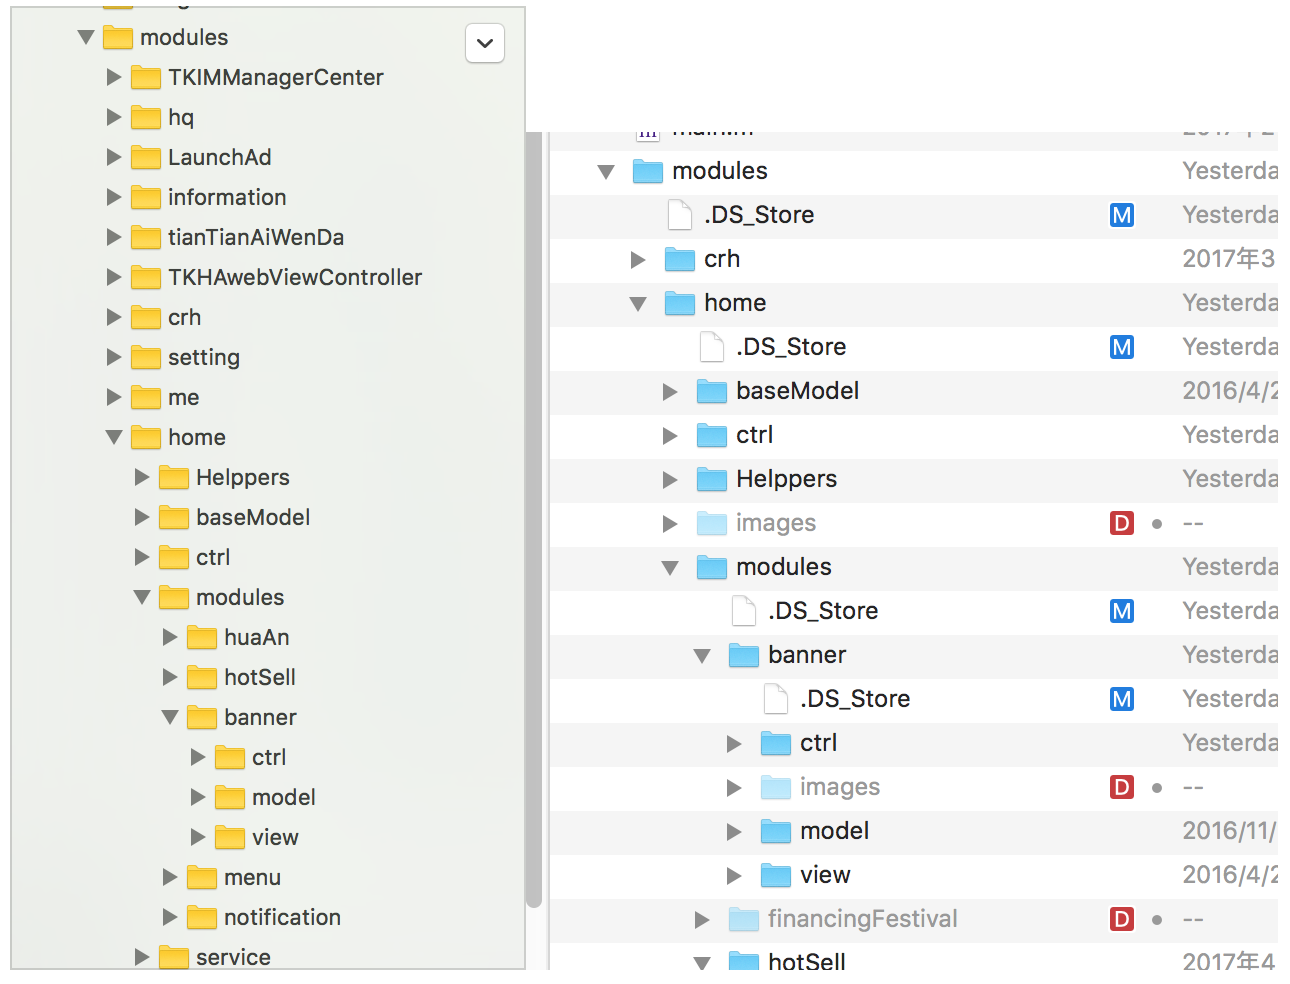 modules
TKIMManagerCenter
hq
LaunchAd
information
tianTianAiWenDa
TKHAwebViewController
crh
setting
me
home
Helppers
baseModel
ctrl
modules
huaAn
hotSell
banner
ctrl
model
view
menu
notification
service
modules Yesterda
.DS_Store M Yesterda
crh 2017年3
home Yesterda
.DS_Store M Yesterda
baseModel 2016/4/2
ctrl Yesterda
Helppers Yesterda
images D --
modules Yesterda
.DS_Store M Yesterda
banner Yesterda
.DS_Store M Yesterda
ctrl Yesterda
images D --
model 2016/11/
view 2016/4/2
financingFestival D --
hotSell 2017年4